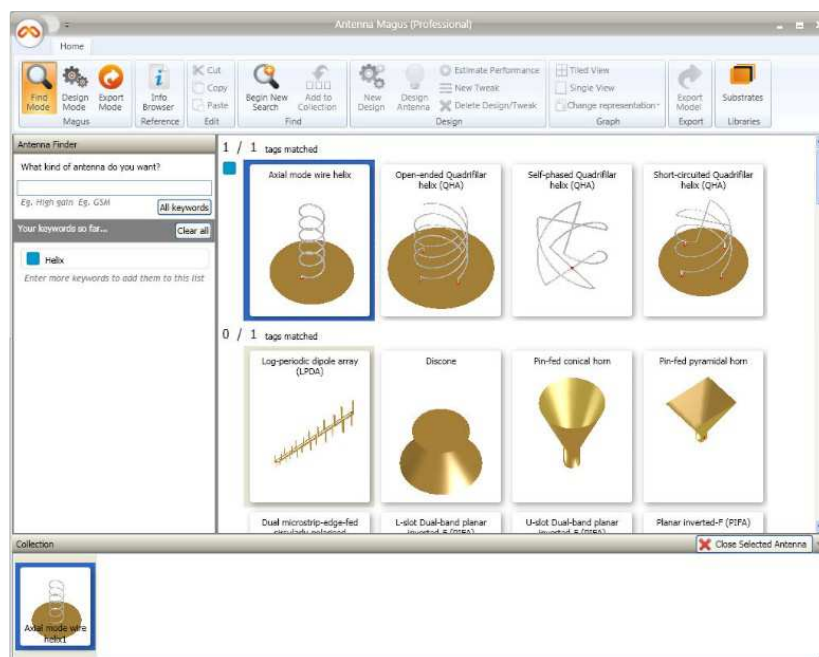 Antenna Magus (Professional)
Home
Find Mode
Design Mode
Export Mode
Magus
Info Browser
Reference
Cut
Copy
Paste
Edit
Begin New Search
Add to Collection
Find
New Design
Design Antenna
Estimate Performance
New Tweak
Delete Design/Tweak
Design
Tiled View
Single View
Change representation
Graph
Export Model
Export
Substrates
Libraries
Antenna Finder
What kind of antenna do you want?
Eg. High gain Eg. GSM
All keywords
Your keywords so far...
Clear all
Helix
Enter more keywords to add them to this list
1 / 1 tags matched
Axial mode wire helix
Open-ended Quadrifilar
helix (QHA)
Self-phased Quadrifilar
helix (QHA)
Short-circuited Quadrifilar
helix (QHA)
0 / 1 tags matched
Log-periodic dipole array
(LPDA)
Discone
Pin-fed conical horn
Pin-fed pyramidal horn
Dual microstrip-edge-fed
circularly polarised
L-slot Dual-band planar
inverted-F (PIFA)
U-slot Dual-band planar
inverted-F (PIFA)
Planar inverted-F (PIFA)
Collection
Close Selected Antenna
Axial mode wire
helix1